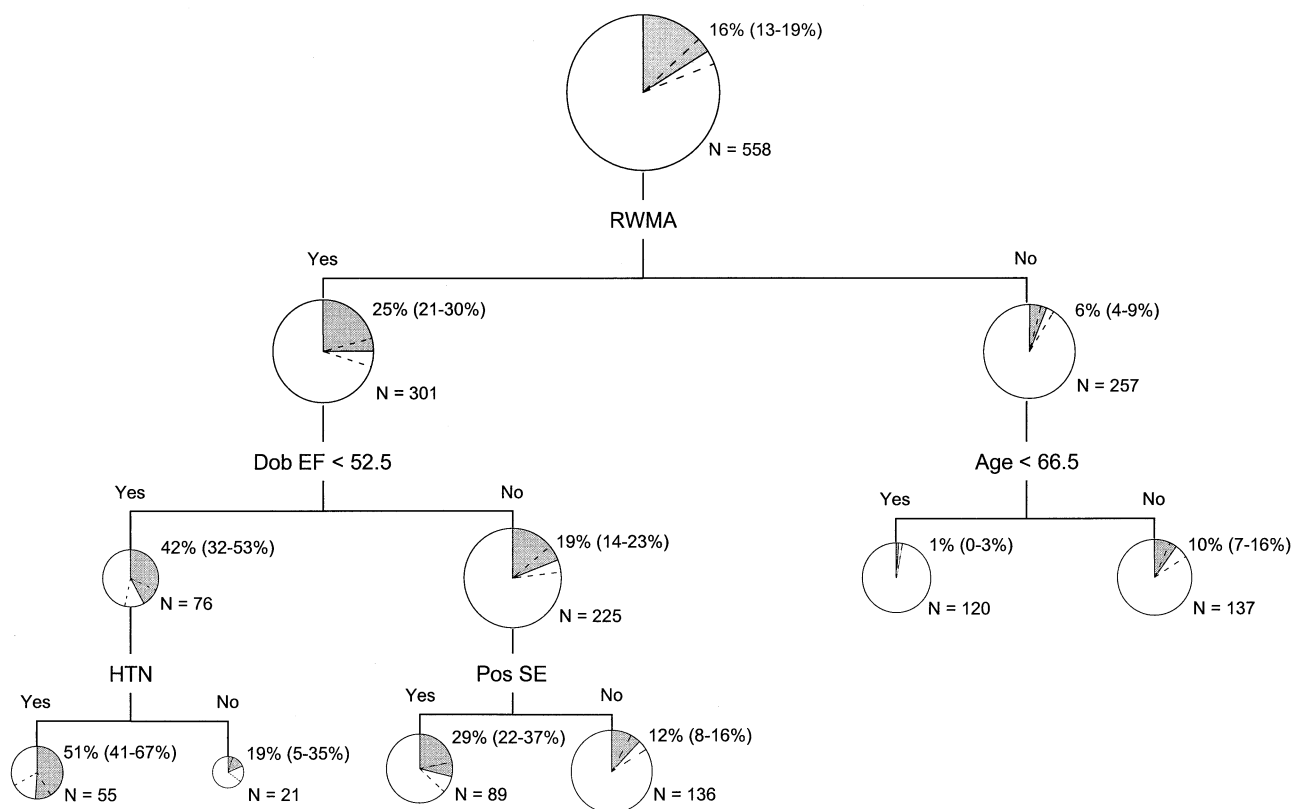 16% (13-19%)
N = 558
RWMA
Yes
No
25% (21-30%)
6% (4-9%)
N = 301
N = 257
Dob EF < 52.5
Age < 66.5
Yes
No
Yes
No
42% (32-53%)
19% (14-23%)
1% (0-3%)
10% (7-16%)
N = 76
N = 225
N = 120
N = 137
HTN
Pos SE
Yes
No
Yes
No
51% (41-67%)
19% (5-35%)
29% (22-37%)
12% (8-16%)
N = 55
N = 21
N = 89
N = 136